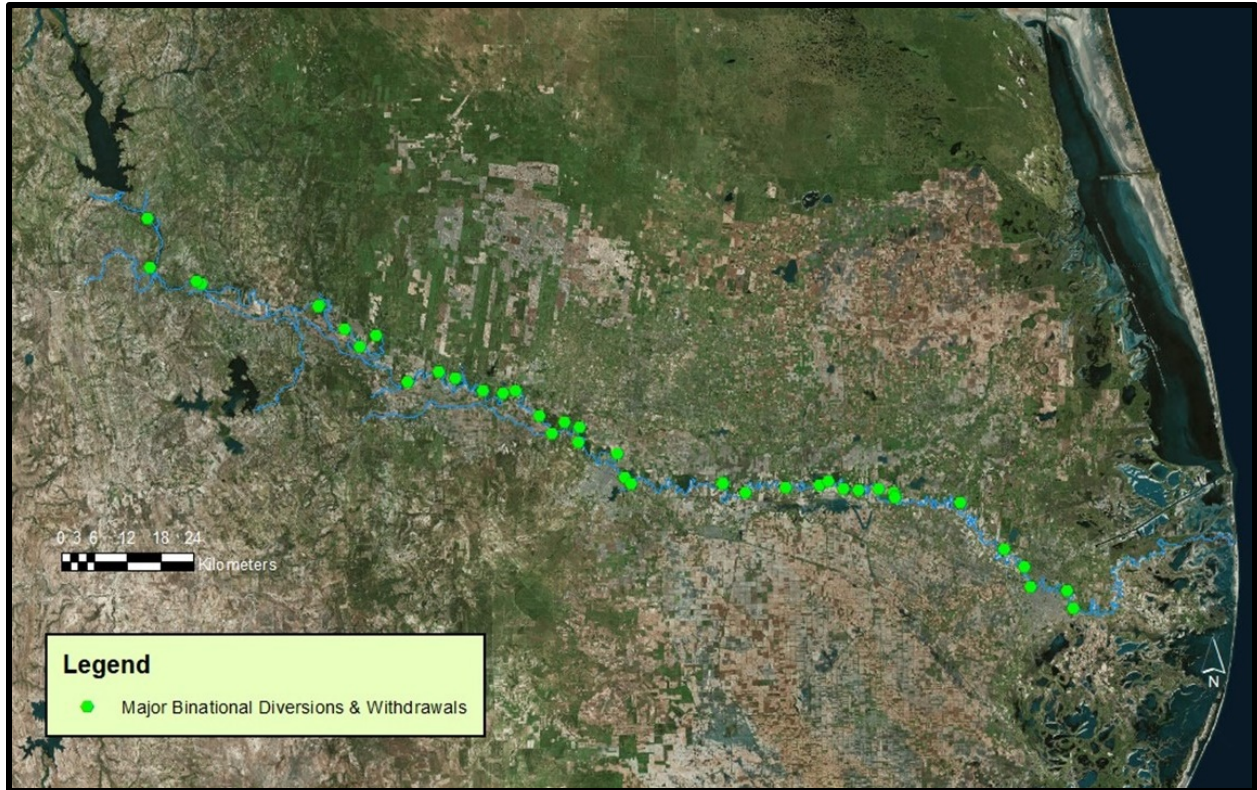 0 3 6 12 18 24
Kilometers
Legend
Major Binational Diversions & Withdrawals
N